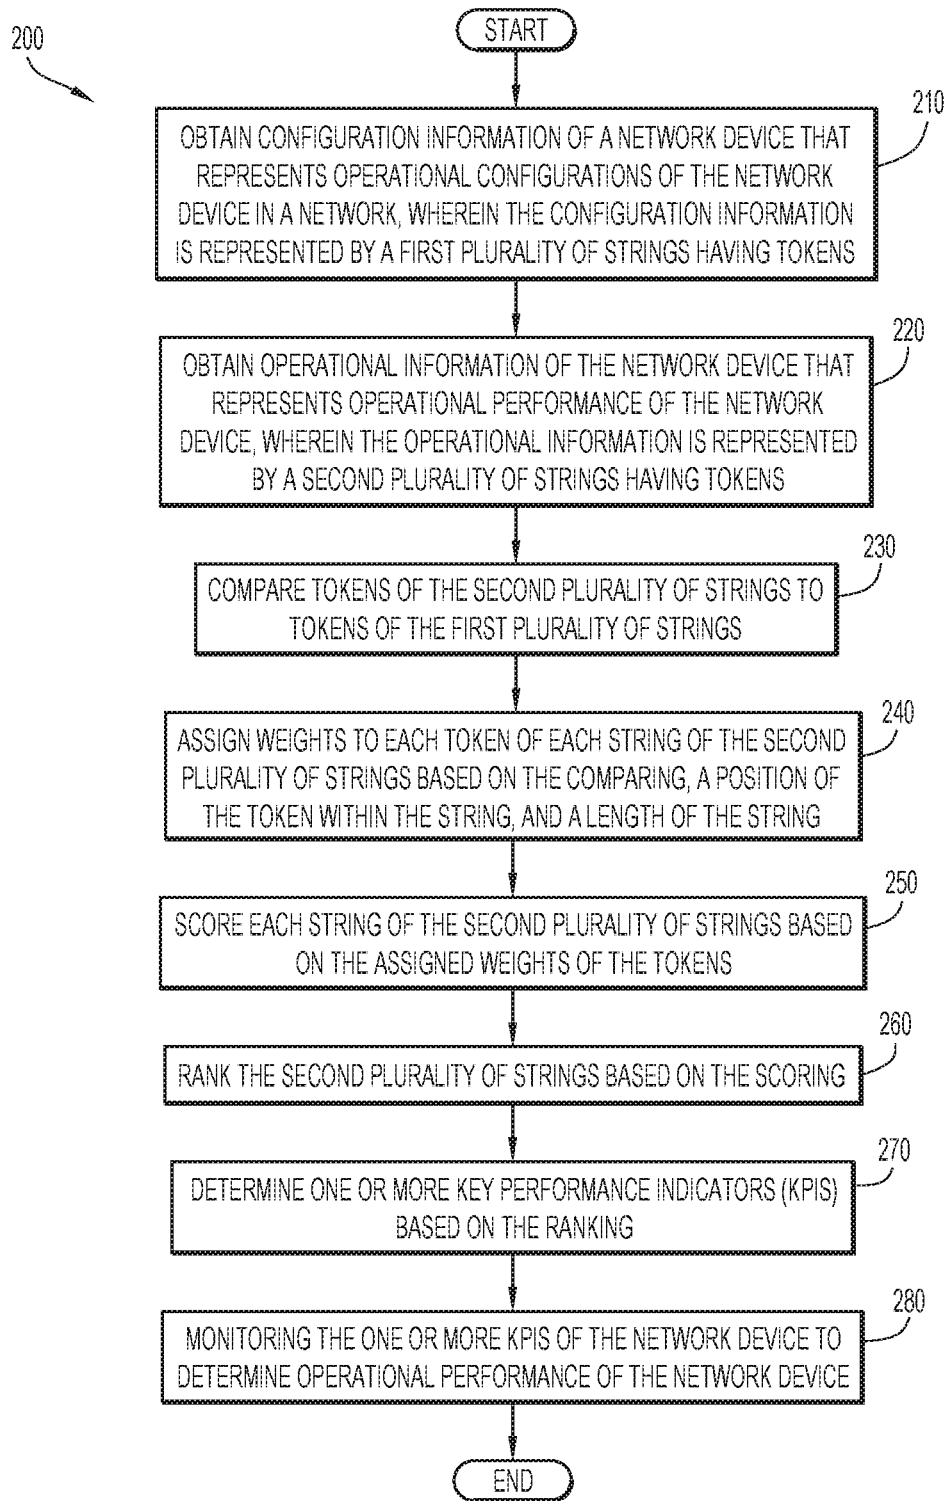 200
START
210
OBTAIN CONFIGURATION INFORMATION OF A NETWORK DEVICE THAT
REPRESENTS OPERATIONAL CONFIGURATIONS OF THE NETWORK
DEVICE IN A NETWORK, WHEREIN THE CONFIGURATION INFORMATION
IS REPRESENTED BY A FIRST PLURALITY OF STRINGS HAVING TOKENS
220
OBTAIN OPERATIONAL INFORMATION OF THE NETWORK DEVICE THAT
REPRESENTS OPERATIONAL PERFORMANCE OF THE NETWORK
DEVICE, WHEREIN THE OPERATIONAL INFORMATION IS REPRESENTED
BY A SECOND PLURALITY OF STRINGS HAVING TOKENS
230
COMPARE TOKENS OF THE SECOND PLURALITY OF STRINGS TO
TOKENS OF THE FIRST PLURALITY OF STRINGS
240
ASSIGN WEIGHTS TO EACH TOKEN OF EACH STRING OF THE SECOND
PLURALITY OF STRINGS BASED ON THE COMPARING, A POSITION OF
THE TOKEN WITHIN THE STRING, AND A LENGTH OF THE STRING
250
SCORE EACH STRING OF THE SECOND PLURALITY OF STRINGS BASED
ON THE ASSIGNED WEIGHTS OF THE TOKENS
260
RANK THE SECOND PLURALITY OF STRINGS BASED ON THE SCORING
270
DETERMINE ONE OR MORE KEY PERFORMANCE INDICATORS (KPIS)
BASED ON THE RANKING
280
MONITORING THE ONE OR MORE KPIS OF THE NETWORK DEVICE TO
DETERMINE OPERATIONAL PERFORMANCE OF THE NETWORK DEVICE
END